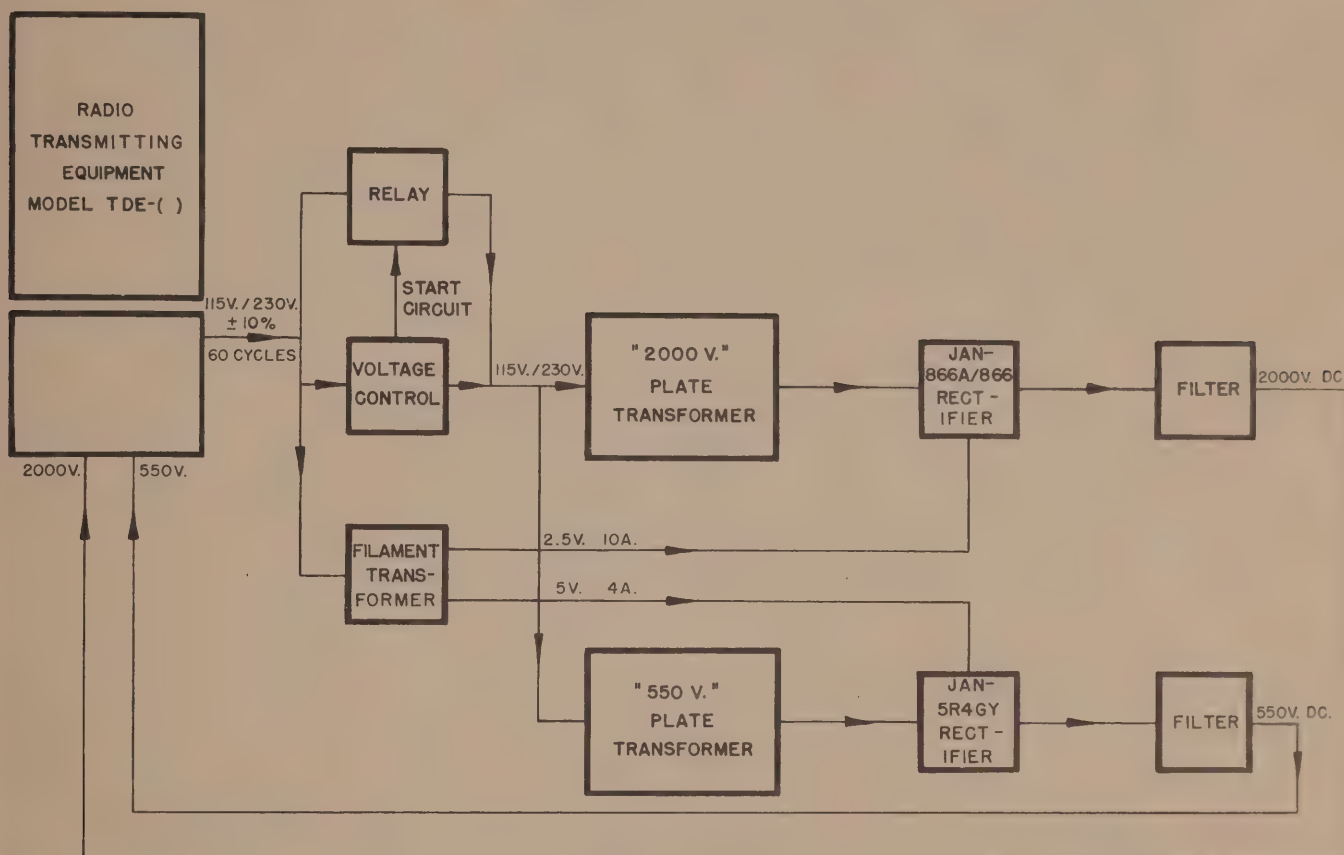 RADIO
TRANSMITTING
EQUIPMENT
MODEL TDE-( )
115V./230V.
±10%
60 CYCLES
2000V.
550V.
RELAY
START
CIRCUIT
VOLTAGE
CONTROL
115V./230V.
"2000 V."
PLATE
TRANSFORMER
JAN-
866A/866
RECT-
IFIER
FILTER
2000V. DC
FILAMENT
TRANS-
FORMER
2.5V. 10A.
5V. 4A.
"550 V."
PLATE
TRANSFORMER
JAN-
5R4GY
RECT-
IFIER
FILTER
550V. DC.